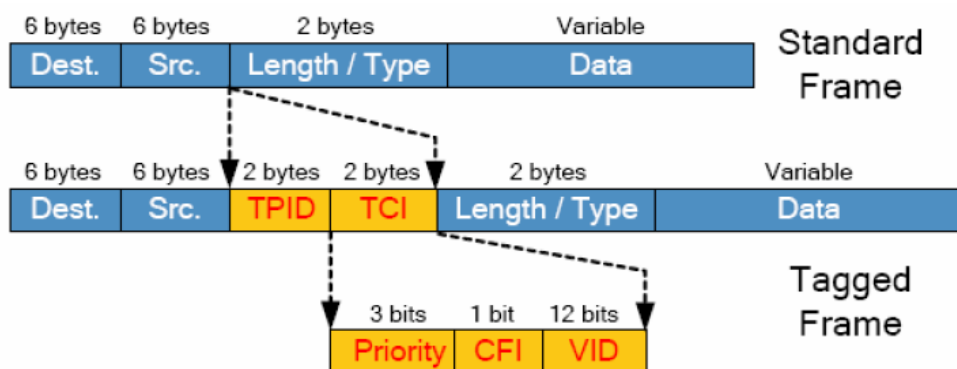 6 bytes 6 bytes 2 bytes Variable
Dest. Src. Length / Type Data
Standard
Frame
6 bytes 6 bytes 2 bytes 2 bytes 2 bytes Variable
Dest. Src. TPID TCI Length / Type Data
Tagged
Frame
3 bits 1 bit 12 bits
Priority CFI VID